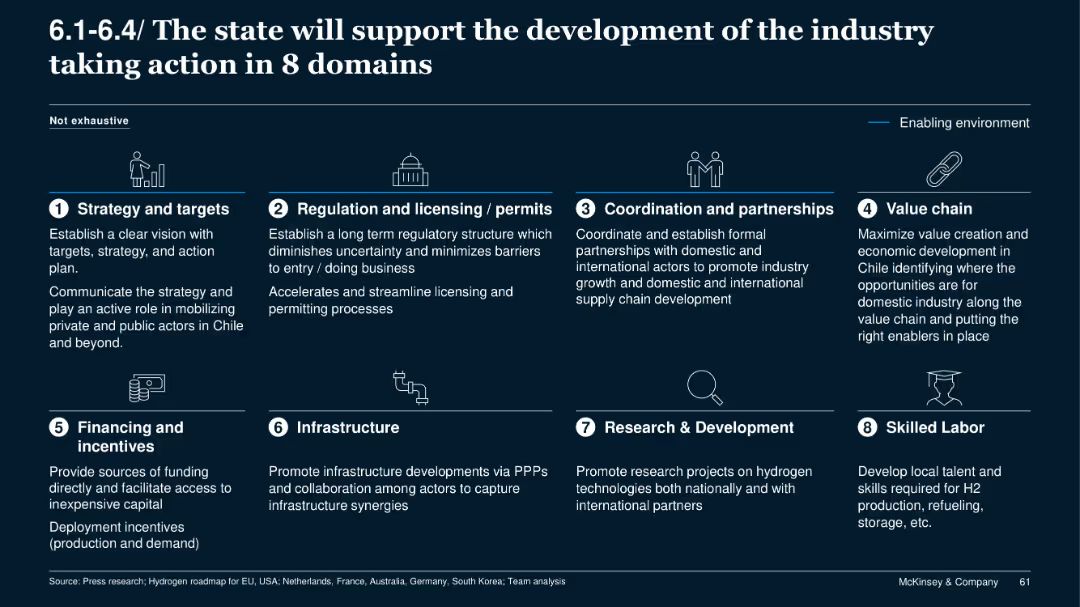 6.1-6.4/ The state will support the development of the industry
taking action in 8 domains
Not exhaustive
Enabling environment
1 Strategy and targets
Establish a clear vision with
targets, strategy, and action
plan.
Communicate the strategy and
play an active role in mobilizing
private and public actors in Chile
and beyond.
2 Regulation and licensing / permits
Establish a long term regulatory structure which
diminishes uncertainty and minimizes barriers
to entry / doing business
Accelerates and streamline licensing and
permitting processes
3 Coordination and partnerships
Coordinate and establish formal
partnerships with domestic and
international actors to promote industry
growth and domestic and international
supply chain development
4 Value chain
Maximize value creation and
economic development in
Chile identifying where the
opportunities are for
domestic industry along the
value chain and putting the
right enablers in place
5 Financing and
incentives
Provide sources of funding
directly and facilitate access to
inexpensive capital
Deployment incentives
(production and demand)
6 Infrastructure
Promote infrastructure developments via PPPs
and collaboration among actors to capture
infrastructure synergies
7 Research & Development
Promote research projects on hydrogen
technologies both nationally and with
international partners
8 Skilled Labor
Develop local talent and
skills required for H2
production, refueling,
storage, etc.
Source: Press research; Hydrogen roadmap for EU, USA; Netherlands, France, Australia, Germany, South Korea; Team analysis
McKinsey & Company 61